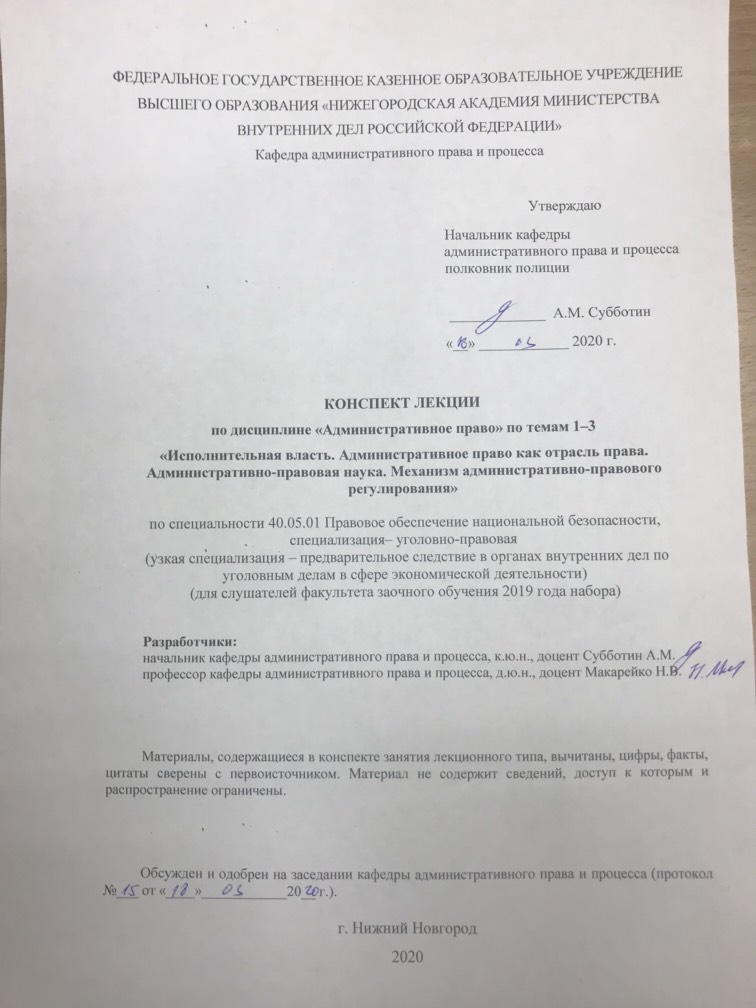 ФЕДЕРАЛЬНОЕ ГОСУДАРСТВЕННОЕ КАЗЕННОЕ ОБРАЗОВАТЕЛЬНОЕ УЧРЕЖДЕНИЕ
ВЫСШЕГО ОБРАЗОВАНИЯ «НИЖЕГОРОДСКАЯ АКАДЕМИЯ МИНИСТЕРСТВА
ВНУТРЕННИХ ДЕЛ РОССИЙСКОЙ ФЕДЕРАЦИИ»
Кафедра административного права и процесса
Утверждаю
Начальник кафедры
административного права и процесса
полковник полиции
А.М. Субботин
«18» 03 2020 г.
КОНСПЕКТ ЛЕКЦИИ
по дисциплине «Административное право» по темам 1–3
«Исполнительная власть. Административное право как отрасль права.
Административно-правовая наука. Механизм административно-правового
регулирования»
по специальности 40.05.01 Правовое обеспечение национальной безопасности,
специализация– уголовно-правовая
(узкая специализация – предварительное следствие в органах внутренних дел по
уголовным делам в сфере экономической деятельности)
(для слушателей факультета заочного обучения 2019 года набора)
Разработчики:
начальник кафедры административного права и процесса, к.ю.н., доцент Субботин А.М.
профессор кафедры административного права и процесса, д.ю.н., доцент Макарейко Н.В.
Материалы, содержащиеся в конспекте занятия лекционного типа, вычитаны, цифры, факты,
цитаты сверены с первоисточником. Материал не содержит сведений, доступ к которым и
распространение ограничены.
Обсужден и одобрен на заседании кафедры административного права и процесса (протокол
№ 15 от «18» 03 2020г.).
г. Нижний Новгород
2020